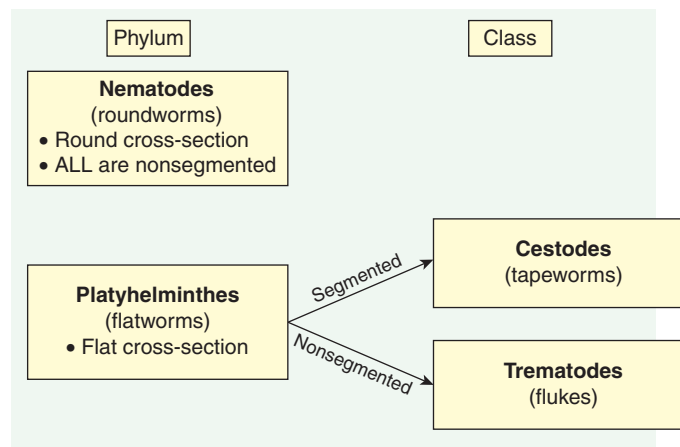 Phylum
Class
Nematodes
(roundworms)
• Round cross-section
• ALL are nonsegmented
Platyhelminthes
(flatworms)
• Flat cross-section
Segmented
Nonsegmented
Cestodes
(tapeworms)
Trematodes
(flukes)